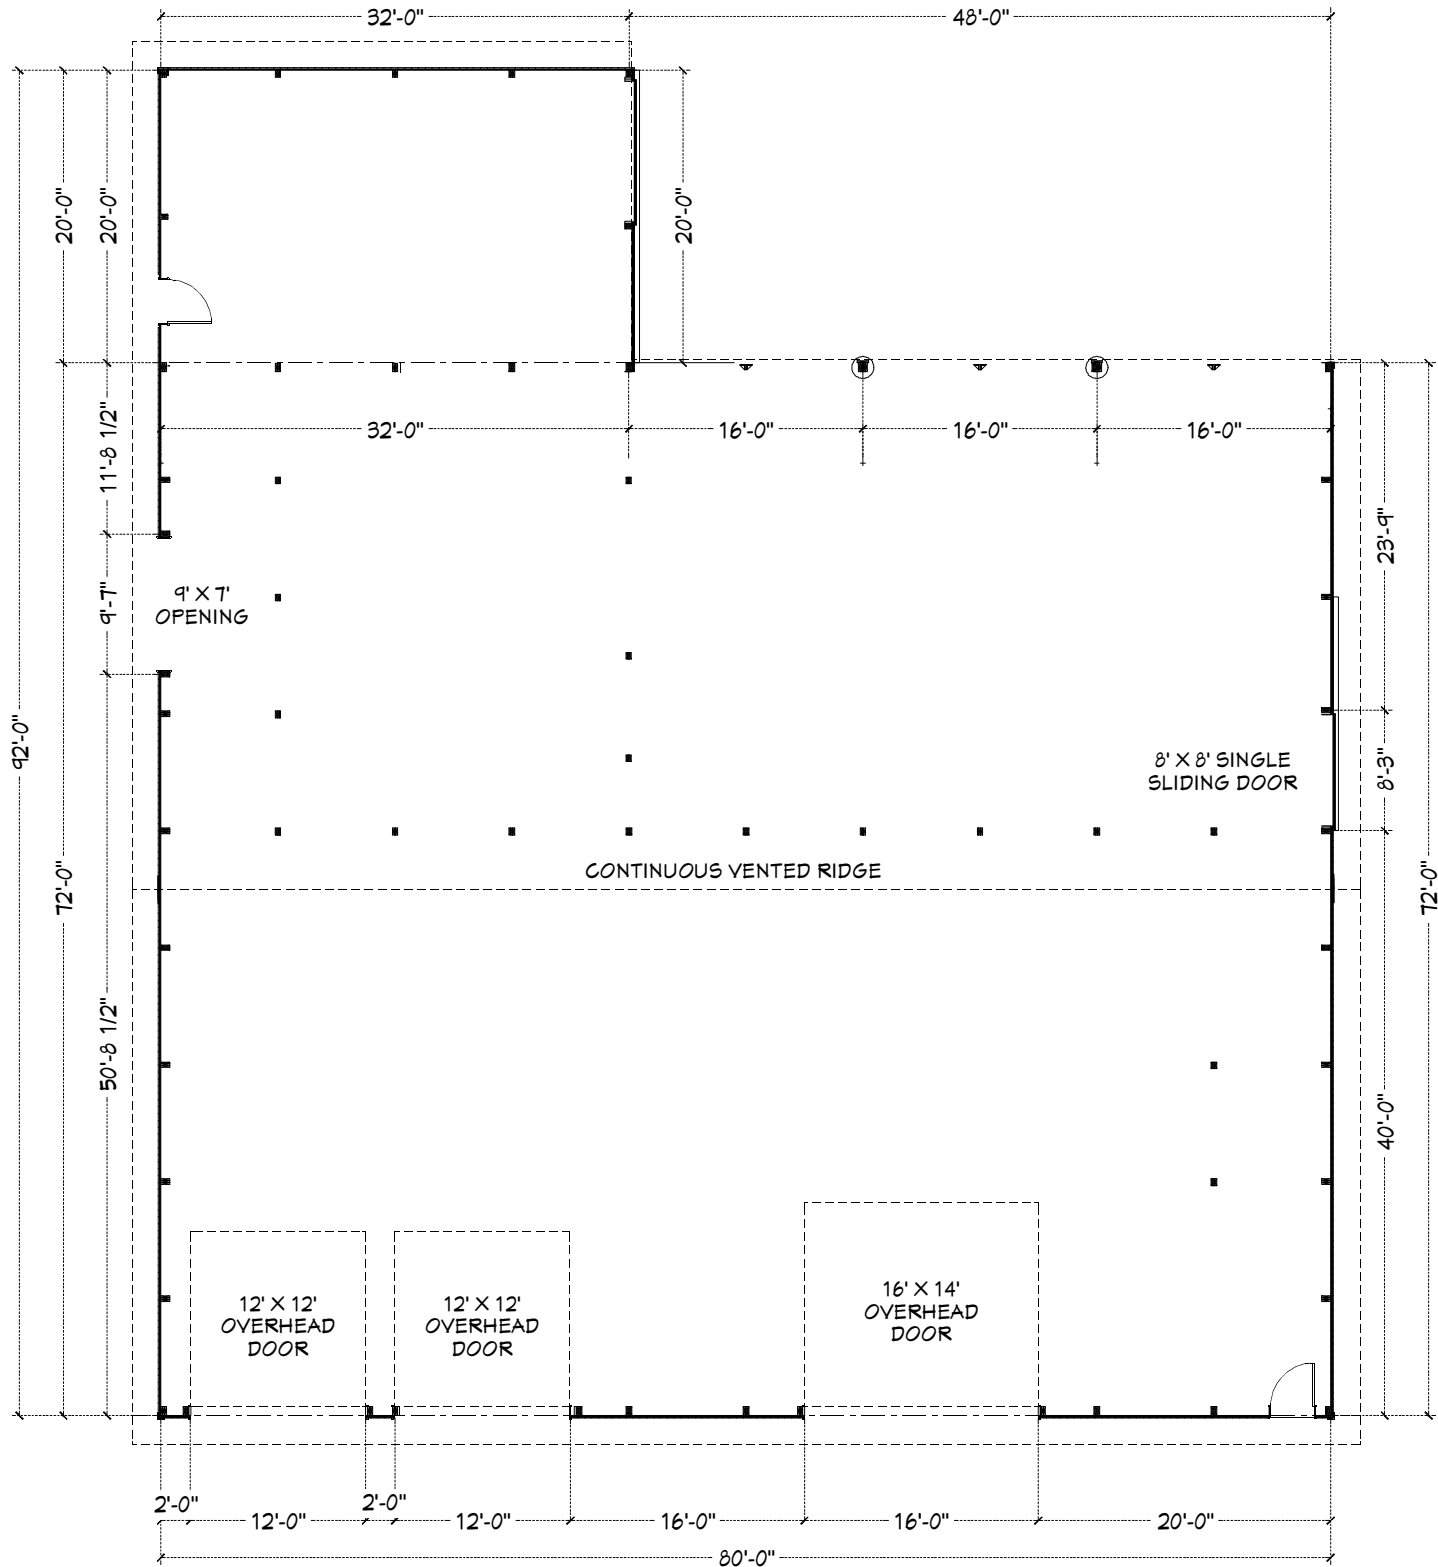 32'-0"
48'-0"
20'-0"
20'-0"
20'-0"
32'-0"
16'-0"
16'-0"
16'-0"
11'-8 1/2"
23'-9"
9'-7"
9' X 7'
OPENING
92'-0"
8' X 8' SINGLE
SLIDING DOOR
8'-3"
CONTINUOUS VENTED RIDGE
72'-0"
72'-0"
50'-8 1/2"
40'-0"
12' X 12'
OVERHEAD
DOOR
12' X 12'
OVERHEAD
DOOR
16' X 14'
OVERHEAD
DOOR
2'-0"
12'-0"
2'-0"
12'-0"
16'-0"
16'-0"
20'-0"
80'-0"